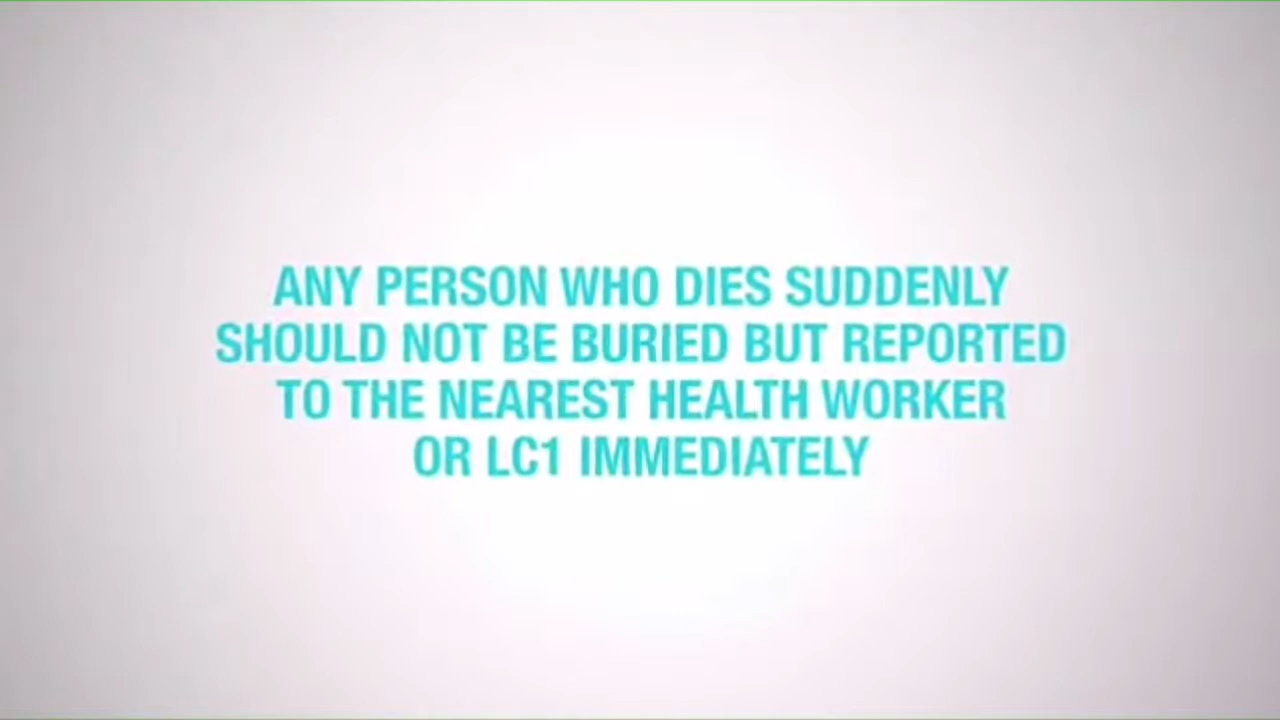 ANY PERSON WHO DIES SUDDENLY
SHOULD NOT BE BURIED BUT REPORTED
TO THE NEAREST HEALTH WORKER
OR LC1 IMMEDIATELY